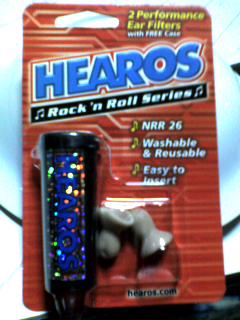 2 Performance
Ear Filters
with FREE Case
HEAROS
Rock 'n Roll Series
NRR 26
Washable
& Reusable
Easy to
Insert
HEAROS
hearos.com